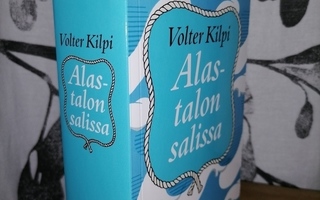 Volter Kilpi
Alas-
talon
salissa
Volter Kilpi
Alas-
talon
salissa